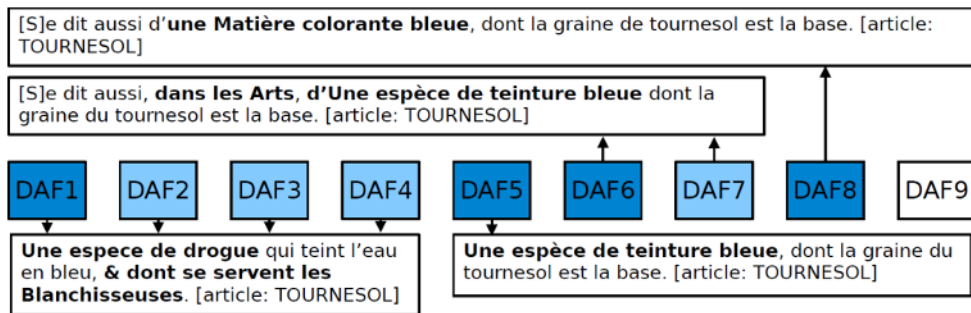 [S]e dit aussi d’une Matière colorante bleue, dont la graine de tournesol est la base. [article:
TOURNESOL]
[S]e dit aussi, dans les Arts, d’Une espèce de teinture bleue dont la
graine du tournesol est la base. [article: TOURNESOL]
DAF1 DAF2 DAF3 DAF4 DAF5 DAF6 DAF7 DAF8 DAF9
Une espece de drogue qui teint l’eau
en bleu, & dont se servent les
Blanchisseuses. [article: TOURNESOL]
Une espèce de teinture bleue, dont la graine du
tournesol est la base. [article: TOURNESOL]